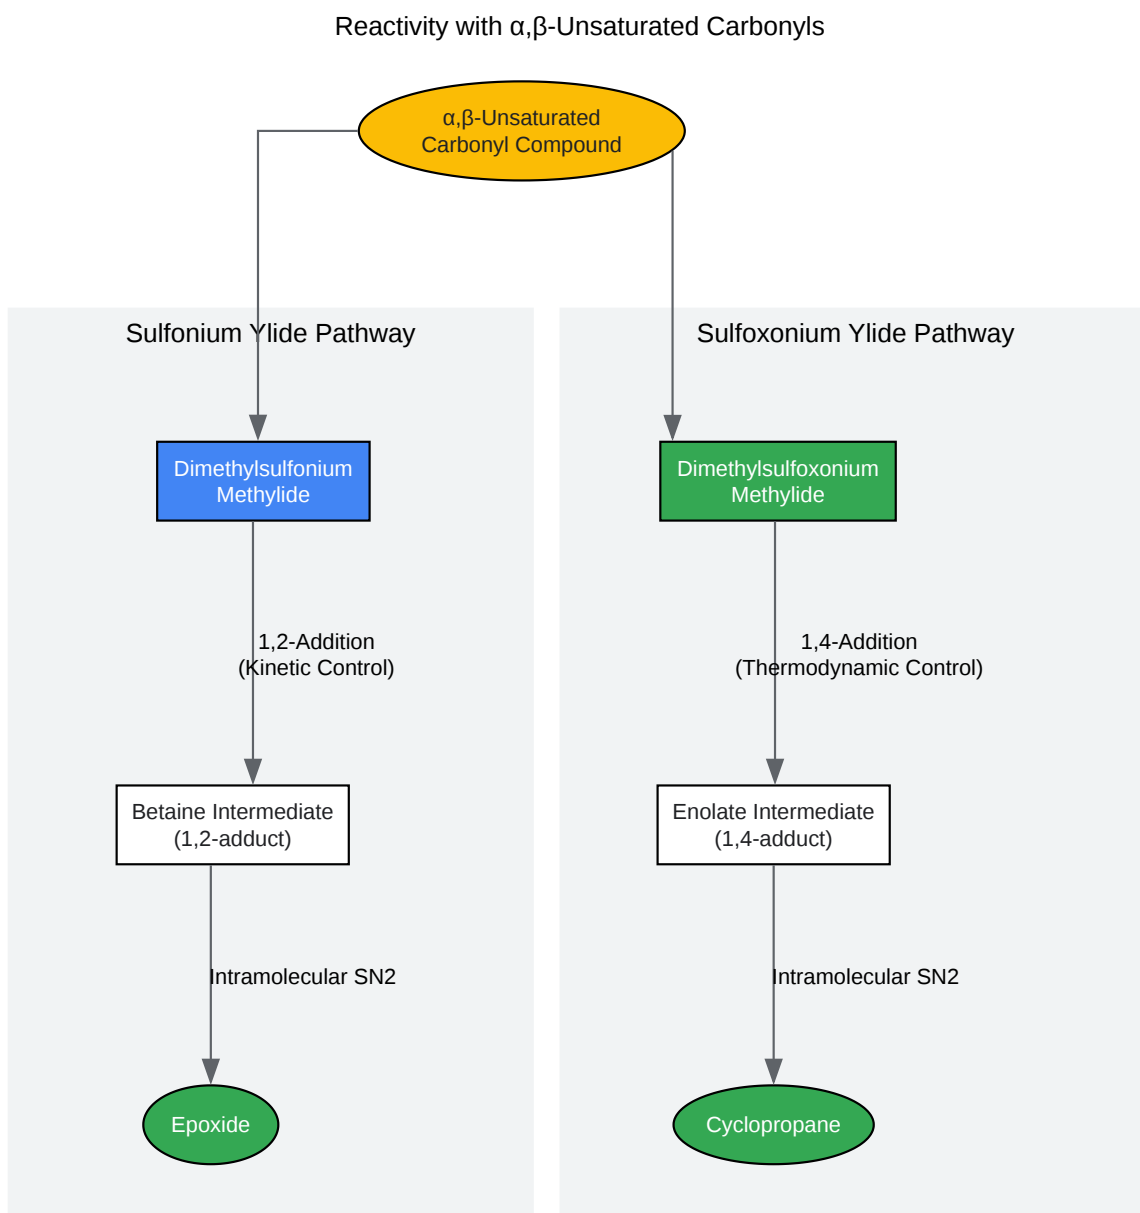 Reactivity with α,β-Unsaturated Carbonyls
α,β-Unsaturated
Carbonyl Compound
Sulfonium Ylide Pathway
Dimethylsulfonium
Methylide
1,2-Addition
(Kinetic Control)
Betaine Intermediate
(1,2-adduct)
Intramolecular SN2
Epoxide
Sulfoxonium Ylide Pathway
Dimethylsulfoxonium
Methylide
1,4-Addition
(Thermodynamic Control)
Enolate Intermediate
(1,4-adduct)
Intramolecular SN2
Cyclopropane